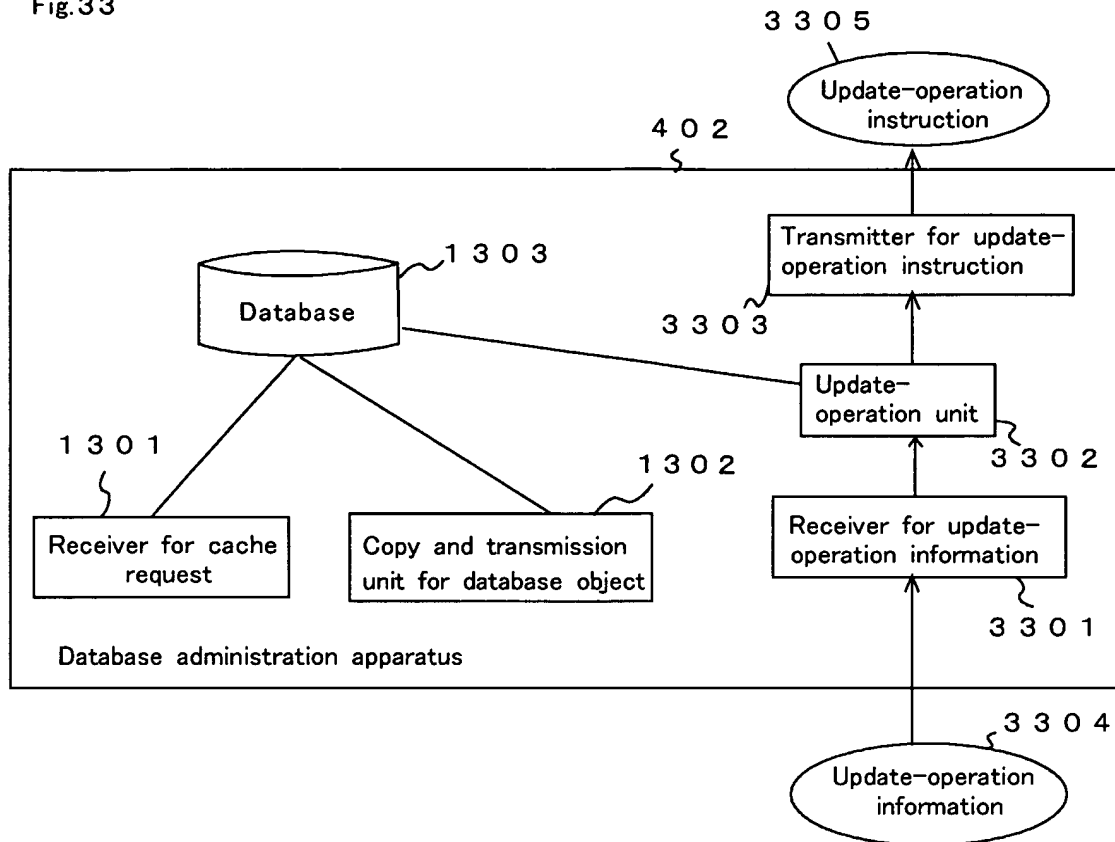 Fig.33
3305
Update-operation
instruction
402
Transmitter for update-
operation instruction
1303
Database
3303
Update-
operation unit
1301
1302
3302
Receiver for cache
request
Copy and transmission
unit for database object
Receiver for update-
operation information
3301
Database administration apparatus
3304
Update-operation
information